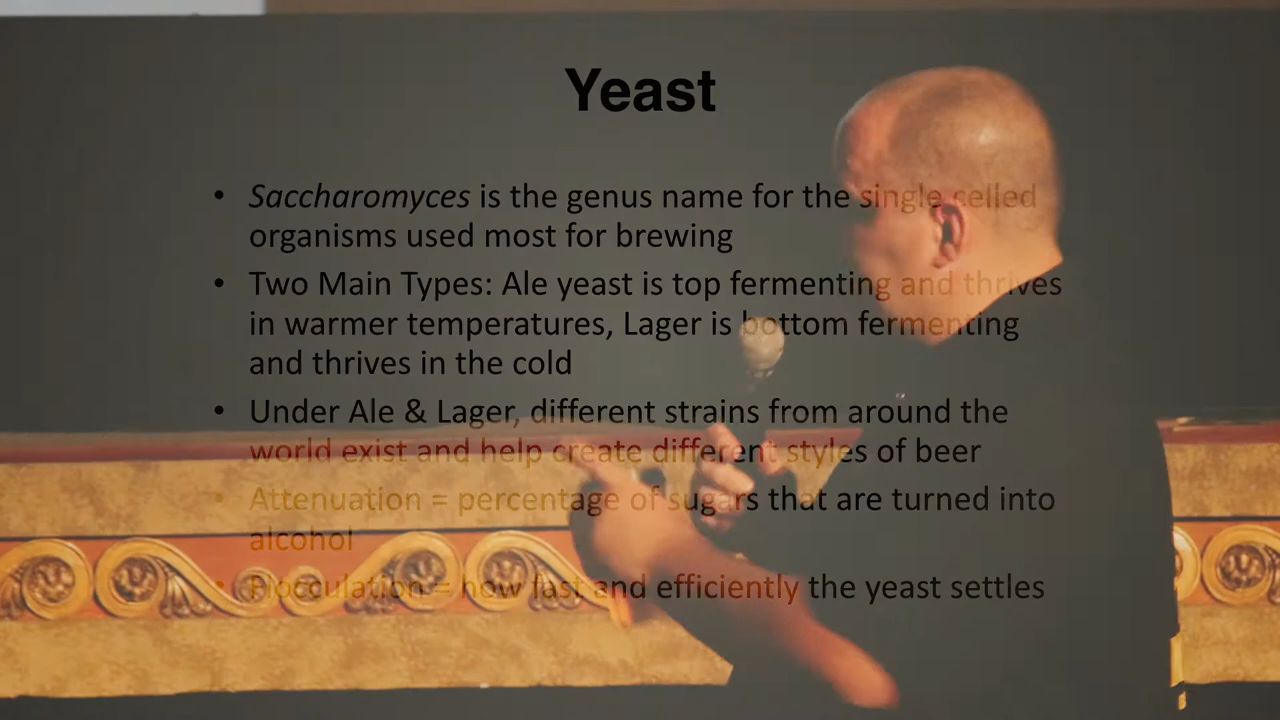 Yeast
• Saccharomyces is the genus name for the single selled
organisms used most for brewing
• Two Main Types: Ale yeast is top fermenting and thrives
in warmer temperatures, Lager is bottom fermenting
and thrives in the cold
• Under Ale & Lager, different strains from around the
world exist and help create different styles of beer
• Attenuation = percentage of sugars that are turned into
alcohol
• Flocculation = how fast and efficiently the yeast settles